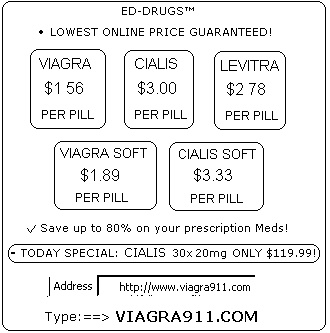 ED-DRUGS™
• LOWEST ONLINE PRICE GUARANTEED!
VIAGRA CIALIS LEVITRA
$1 56 $3.00 $2 78
PER PILL PER PILL PER PILL
VIAGRA SOFT CIALIS SOFT
$1.89 $3.33
PER PILL PER PILL
✓ Save up to 80% on your prescription Meds!
- TODAY SPECIAL: CIALIS 30x20mg ONLY $119.99!
Address http://www.viagra911.com
Type:==> VIAGRA911.COM